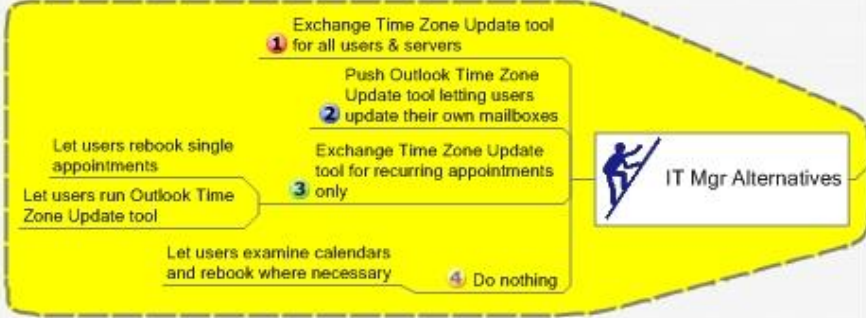 1 Exchange Time Zone Update tool
for all users & servers
Push Outlook Time Zone
Update tool letting users
2 update their own mailboxes
Exchange Time Zone Update
tool for recurring appointments
3 only
Let users rebook single
appointments
Let users run Outlook Time
Zone Update tool
4 Do nothing
Let users examine calendars
and rebook where necessary
IT Mgr Alternatives